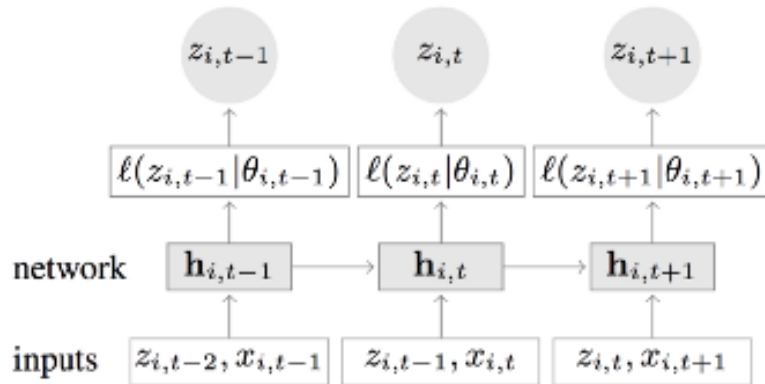 z_{i,t−1} z_{i,t} z_{i,t+1}
ℓ(z_{i,t−1}|θ_{i,t−1}) ℓ(z_{i,t}|θ_{i,t}) ℓ(z_{i,t+1}|θ_{i,t+1})
network h_{i,t−1} h_{i,t} h_{i,t+1}
inputs z_{i,t−2}, x_{i,t−1} z_{i,t−1}, x_{i,t} z_{i,t}, x_{i,t+1}